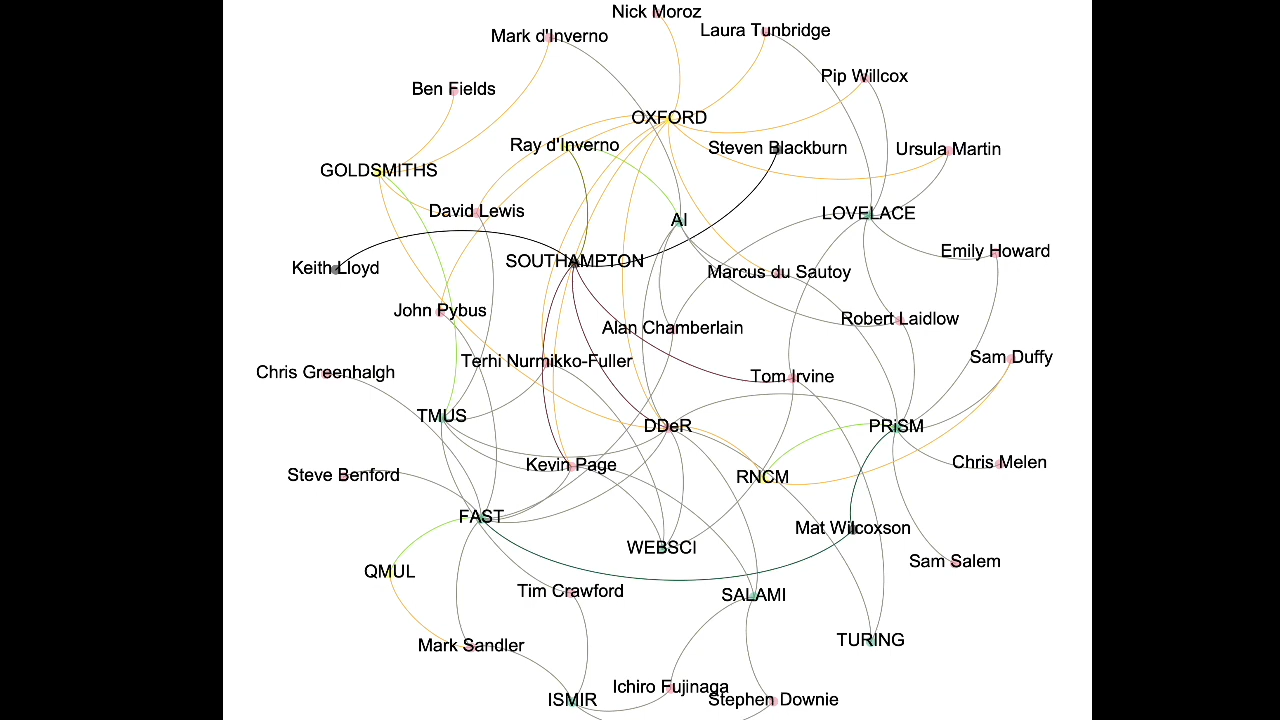 Nick Moroz
Laura Tunbridge
Mark d'Inverno
Pip Willcox
Ben Fields
OXFORD
Ray d'Inverno
Steven Blackburn
Ursula Martin
GOLDSMITHS
David Lewis
LOVELACE
AI
Emily Howard
SOUTHAMPTON
Keith Lloyd
Marcus du Sautoy
John Pybus
Robert Laidlow
Alan Chamberlain
Sam Duffy
Terhi Nurmikko-Fuller
Chris Greenhalgh
Tom Irvine
TMUS
DDeR
PRiSM
Chris Melen
Kevin Page
Steve Benford
RNCM
FAST
Mat Wilcoxson
WEBSCI
Sam Salem
QMUL
Tim Crawford
SALAMI
TURING
Mark Sandler
Ichiro Fujinaga
ISMIR
Stephen Downie